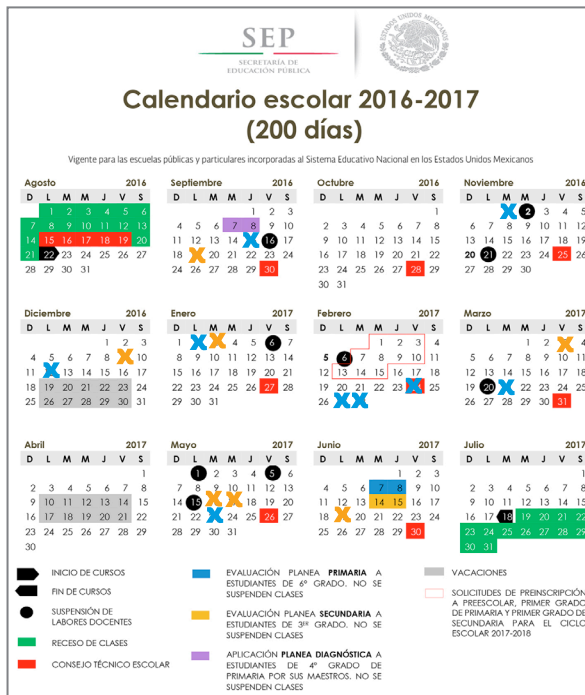 SEP
SECRETARÍA DE
EDUCACIÓN PÚBLICA
ESTADOS UNIDOS MEXICANOS
Calendario escolar 2016-2017
(200 días)
Vigente para las escuelas públicas y particulares incorporadas al Sistema Educativo Nacional en los Estados Unidos Mexicanos
Agosto 2016
D L M M J V S
1 2 3 4 5 6
7 8 9 10 11 12 13
14 15 16 17 18 19 20
21 22 23 24 25 26 27
28 29 30 31
Septiembre 2016
D L M M J V S
1 2 3
4 5 6 7 8 9 10
11 12 13 14 16 17
18 20 21 22 23 24
25 26 27 28 29 30
Octubre 2016
D L M M J V S
1
2 3 4 5 6 7 8
9 10 11 12 13 14 15
16 17 18 19 20 21 22
23 24 25 26 27 28 29
30 31
Noviembre 2016
D L M M J V S
2 3 4 5
6 7 8 9 10 11 12
13 14 15 16 17 18 19
20 21 22 23 24 25 26
27 28 29 30
Diciembre 2016
D L M M J V S
1 2 3
4 5 6 7 8 10
11 13 14 15 16 17
18 19 20 21 22 23 24
25 26 27 28 29 30 31
Enero 2017
D L M M J V S
1 4 5 6 7
8 9 10 11 12 13 14
15 16 17 18 19 20 21
22 23 24 25 26 27 28
29 30 31
Febrero 2017
D L M M J V S
1 2 3 4
5 6 7 8 9 10 11
12 13 14 15 16 17 18
19 20 21 22 23 25
26
Marzo 2017
D L M M J V S
1 2 4
5 6 7 8 9 10 11
12 13 14 15 16 17 18
19 20 22 23 24 25
26 27 28 29 30 31
Abril 2017
D L M M J V S
1
2 3 4 5 6 7 8
9 10 11 12 13 14 15
16 17 18 19 20 21 22
23 24 25 26 27 28 29
30
Mayo 2017
D L M M J V S
1 2 3 4 5 6
7 8 11 12 13
14 15 16 17 18 19 20
21 22 24 25 26 27
28 29 30 31
Junio 2017
D L M M J V S
1 2 3
4 5 6 7 8 9 10
11 12 13 14 15 16 17
18 20 21 22 23 24
25 26 27 28 29 30
Julio 2017
D L M M J V S
1
2 3 4 5 6 7 8
9 10 11 12 13 14 15
16 17 18 19 20 21 22
23 24 25 26 27 28 29
30 31
INICIO DE CURSOS
FIN DE CURSOS
SUSPENSIÓN DE
LABORES DOCENTES
RECESO DE CLASES
CONSEJO TÉCNICO ESCOLAR
EVALUACIÓN PLANEA PRIMARIA A
ESTUDIANTES DE 6º GRADO. NO SE
SUSPENDEN CLASES
EVALUACIÓN PLANEA SECUNDARIA A
ESTUDIANTES DE 3ER GRADO. NO SE
SUSPENDEN CLASES
APLICACIÓN PLANEA DIAGNÓSTICA A
ESTUDIANTES DE 4º GRADO DE
PRIMARIA POR SUS MAESTROS. NO SE
SUSPENDEN CLASES
VACACIONES
SOLICITUDES DE PREINSCRIPCIÓN
A PREESCOLAR, PRIMER GRADO
DE PRIMARIA Y PRIMER GRADO DE
SECUNDARIA PARA EL CICLO
ESCOLAR 2017-2018